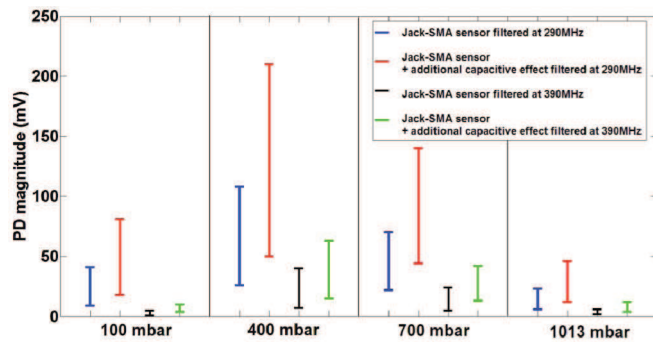 250
200
150
100
50
0
PD magnitude (mV)
Jack-SMA sensor filtered at 290MHz
Jack-SMA sensor
+ additional capacitive effect filtered at 290MHz
Jack-SMA sensor filtered at 390MHz
Jack-SMA sensor
+ additional capacitive effect filtered at 390MHz
100 mbar 400 mbar 700 mbar 1013 mbar